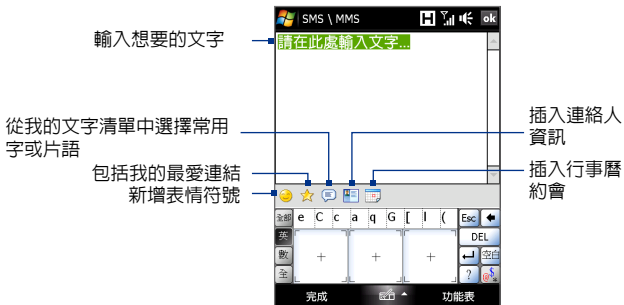 SMS \ MMS
ok
輸入想要的文字
請在此處輸入文字...
從我的文字清單中選擇常用
字或片語
包括我的最愛連結
新增表情符號
插入連絡人
資訊
插入行事曆
約會
全部 e C c a q G [ l ( Esc
英 DEL
數 空白
全 ?
完成 功能表